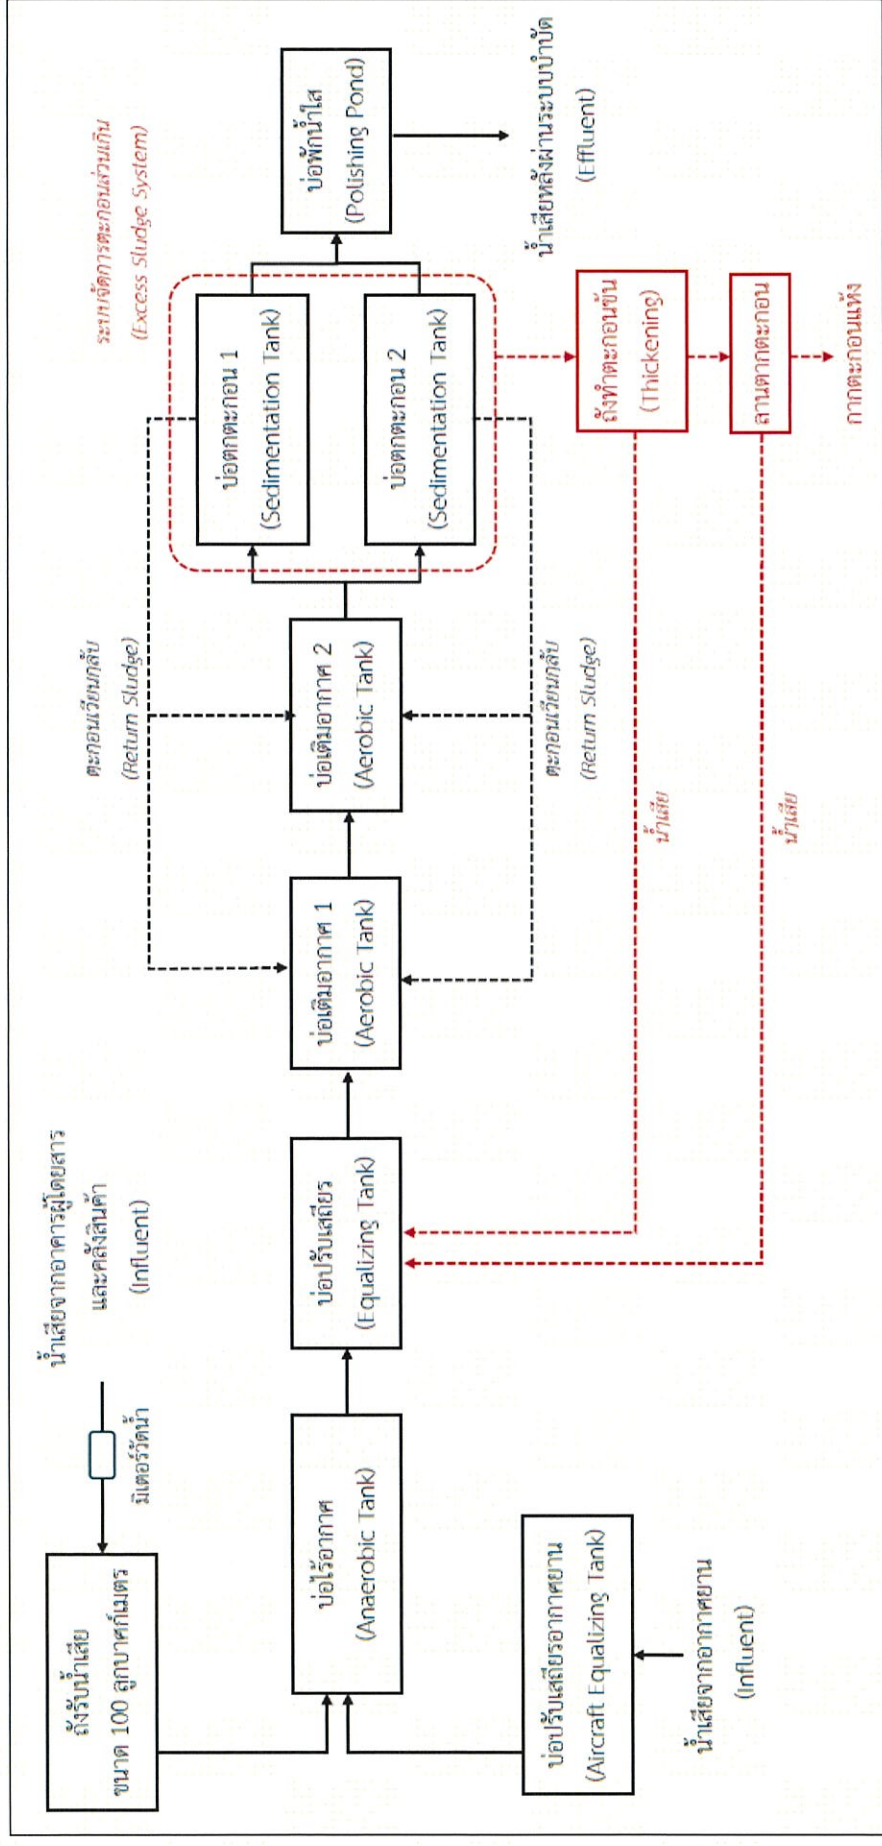 น้ำเสียจากอาคารผู้โดยสาร
และคลังสินค้า
(Influent)
มิเตอร์วัดน้ำ
ถังรับน้ำเสีย
ขนาด 100 ลูกบาศก์เมตร
น้ำเสียจากอากาศยาน
(Influent)
บ่อปรับเสถียรอากาศยาน
(Aircraft Equalizing Tank)
บ่อไร้อากาศ
(Anaerobic Tank)
บ่อปรับเสถียร
(Equalizing Tank)
บ่อเติมอากาศ 1
(Aerobic Tank)
บ่อเติมอากาศ 2
(Aerobic Tank)
ตะกอนเวียนกลับ
(Return Sludge)
ตะกอนเวียนกลับ
(Return Sludge)
ระบบจัดการตะกอนส่วนเกิน
(Excess Sludge System)
บ่อตกตะกอน 1
(Sedimentation Tank)
บ่อตกตะกอน 2
(Sedimentation Tank)
บ่อพักน้ำใส
(Polishing Pond)
น้ำเสียหลังผ่านระบบบำบัด
(Effluent)
ถังทำตะกอนข้น
(Thickening)
น้ำเสีย
ลานตากตะกอน
น้ำเสีย
กากตะกอนแห้ง